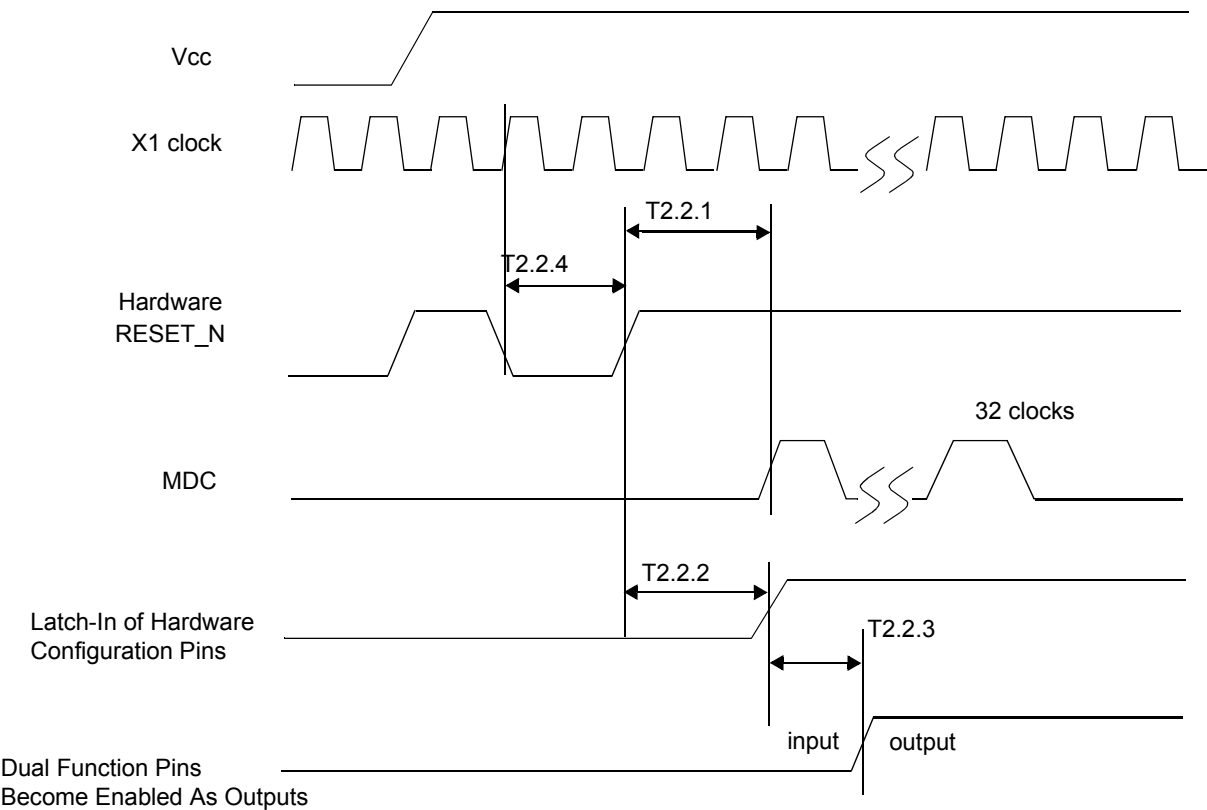 Vcc
X1 clock
T2.2.1
T2.2.4
Hardware
RESET_N
32 clocks
MDC
T2.2.2
Latch-In of Hardware
Configuration Pins
T2.2.3
input
output
Dual Function Pins
Become Enabled As Outputs